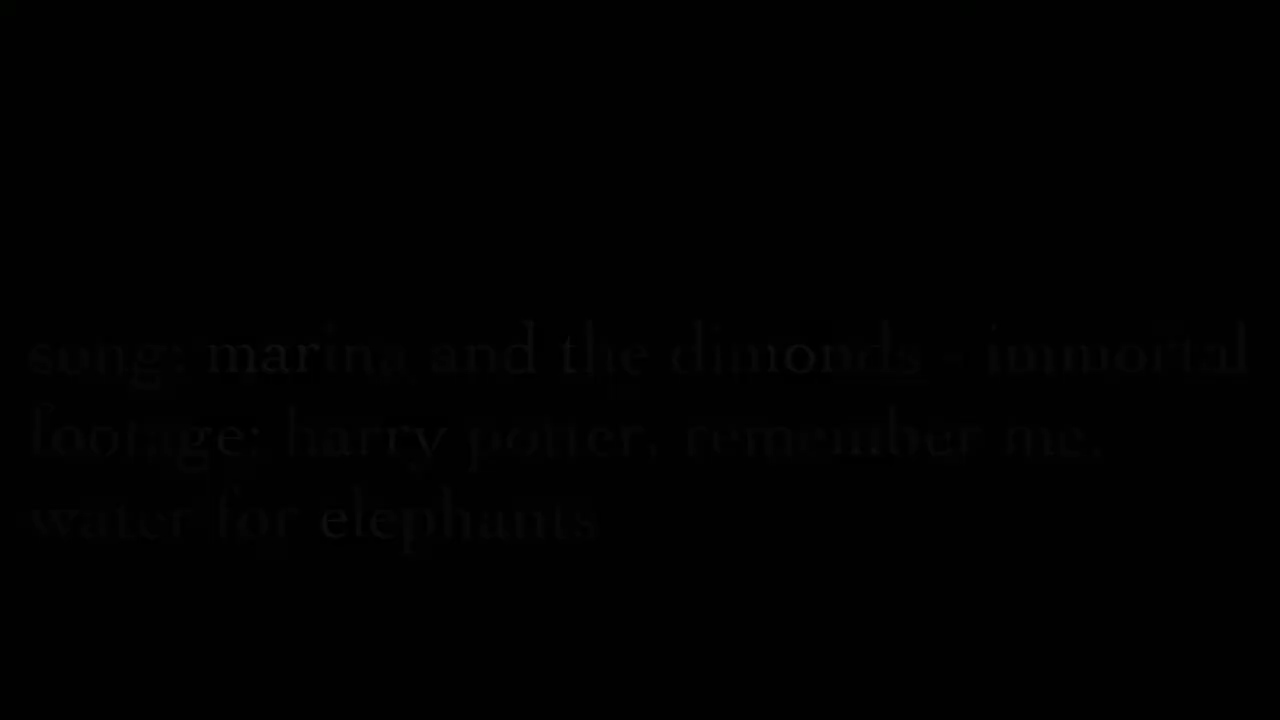 song: marina and the dimonds - immortal
footage: harry potter, remember me,
water for elephants